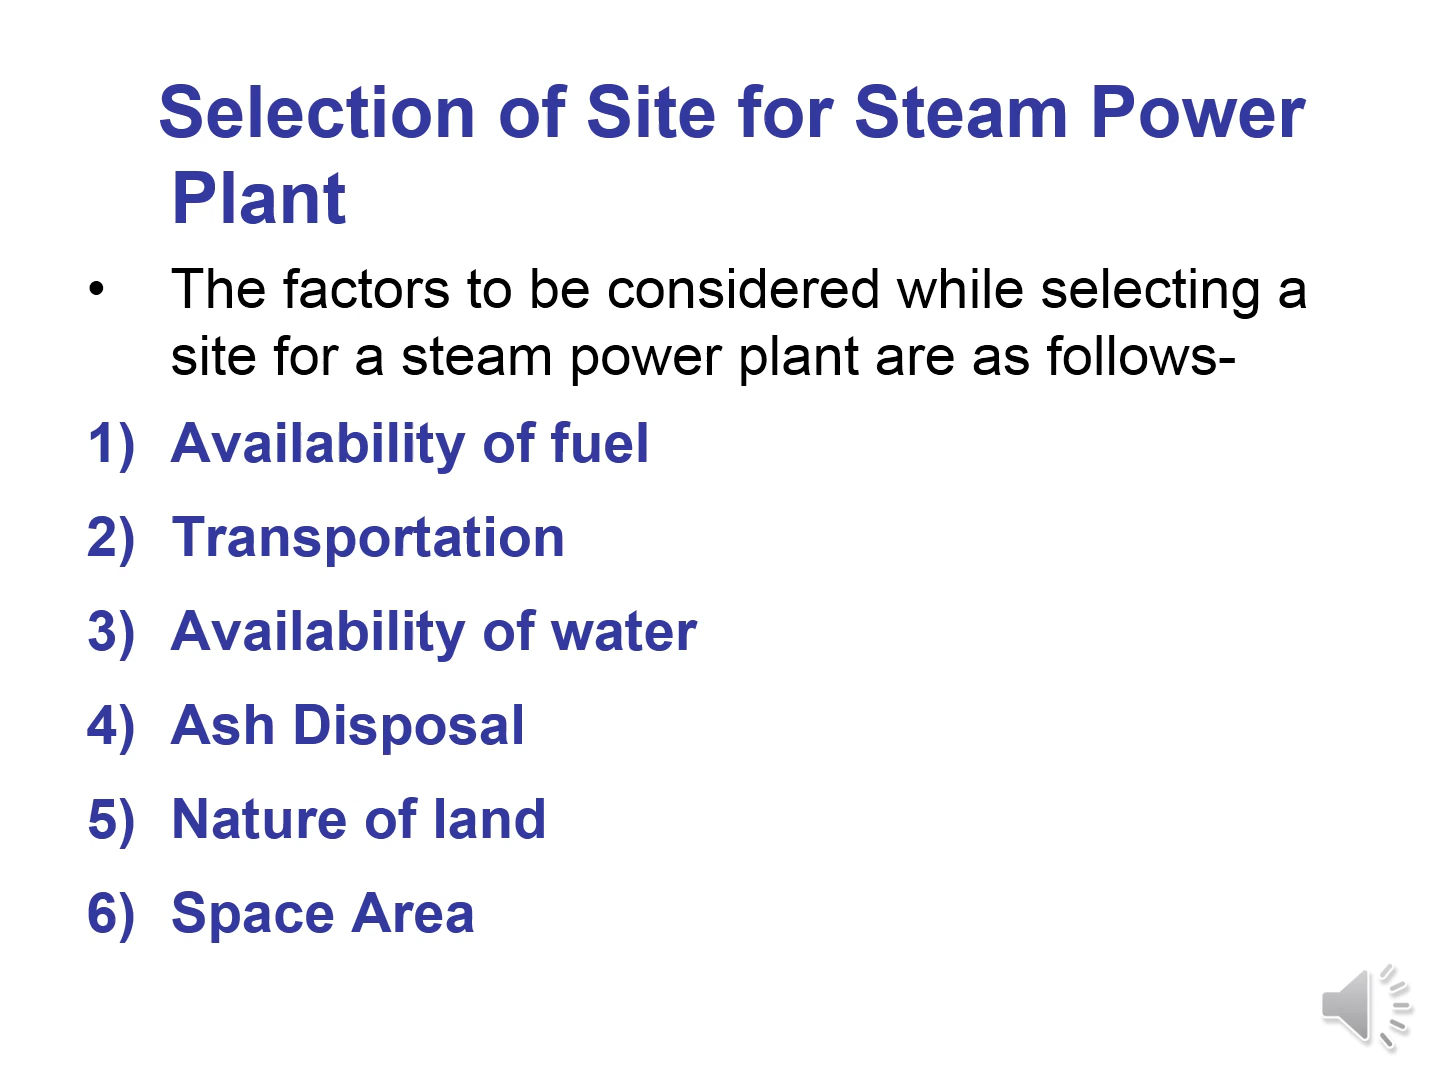 Selection of Site for Steam Power
Plant
• The factors to be considered while selecting a
site for a steam power plant are as follows-
1) Availability of fuel
2) Transportation
3) Availability of water
4) Ash Disposal
5) Nature of land
6) Space Area